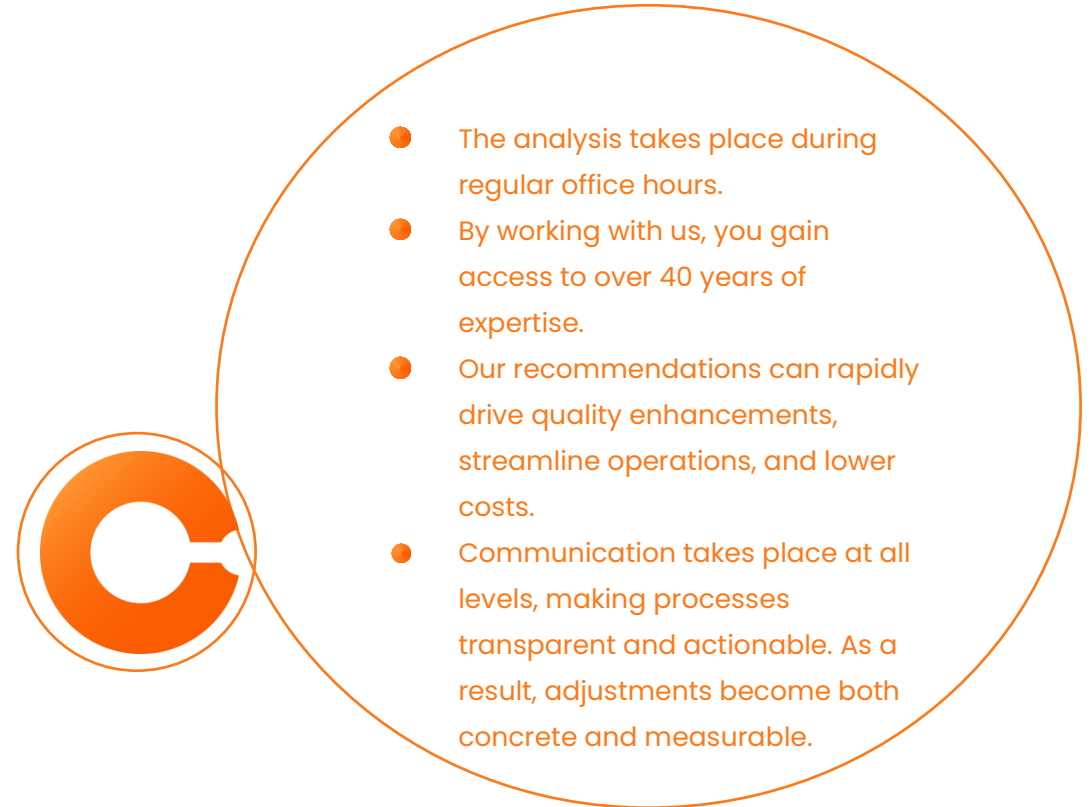 The analysis takes place during
regular office hours.
By working with us, you gain
access to over 40 years of
expertise.
Our recommendations can rapidly
drive quality enhancements,
streamline operations, and lower
costs.
Communication takes place at all
levels, making processes
transparent and actionable. As a
result, adjustments become both
concrete and measurable.